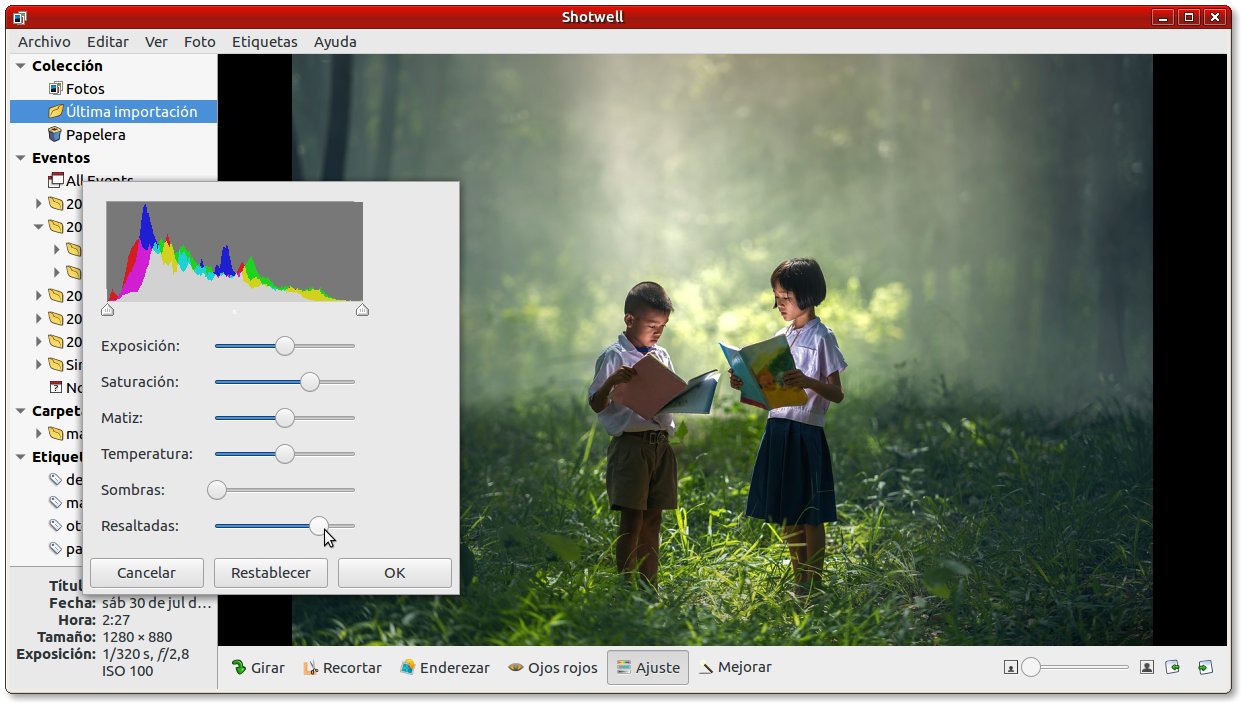 Shotwell
Archivo Editar Ver Foto Etiquetas Ayuda
Colección
Fotos
Última importación
Papelera
Eventos
All Events
20
20
20
20
20
Sin
No
Carpet
ma
Etiquet
de
ma
ot
pa
Exposición:
Saturación:
Matiz:
Temperatura:
Sombras:
Resaltadas:
Cancelar Restablecer OK
Títul
Fecha: sáb 30 de jul d…
Hora: 2:27
Tamaño: 1280 × 880
Exposición: 1/320 s, f/2,8
ISO 100
Girar Recortar Enderezar Ojos rojos Ajuste Mejorar